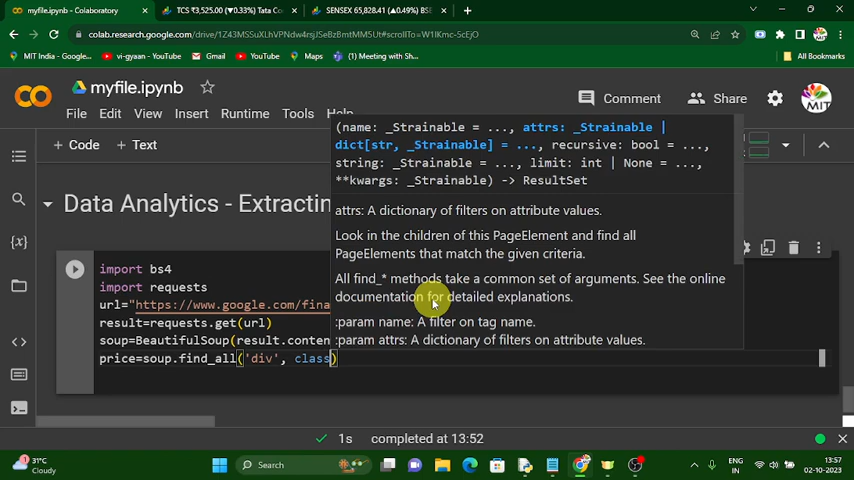 myfile.ipynb - Colaboratory
TCS ₹3,525.00 (▼0.33%) Tata Co
SENSEX 65,828.41 (▲0.49%) BS
colab.research.google.com/drive/1Z43MSSuXLhVPNdw4rsjJSeBzBmtMM5Ut#scrollTo=W1lKmc-5cEjO
MIT India - Google...
vi-gyaan - YouTube
Gmail
YouTube
Maps
(1) Meeting with Sh...
All Bookmarks
myfile.ipynb
Comment
Share
File Edit View Insert Runtime Tools Help
+ Code + Text
(name: _Strainable = ..., attrs: _Strainable |
dict[str, _Strainable] = ..., recursive: bool = ...,
string: _Strainable = ..., limit: int | None = ...,
**kwargs: _Strainable) -> ResultSet
Data Analytics - Extractin
attrs: A dictionary of filters on attribute values.
Look in the children of this PageElement and find all
PageElements that match the given criteria.
All find_* methods take a common set of arguments. See the online
documentation for detailed explanations.
:param name: A filter on tag name.
:param attrs: A dictionary of filters on attribute values.
import bs4
import requests
url="https://www.google.com/fina
result=requests.get(url)
soup=BeautifulSoup(result.conten
price=soup.find_all('div', class)
1s completed at 13:52
31°C
Cloudy
Search
ENG
IN
13:57
02-10-2023